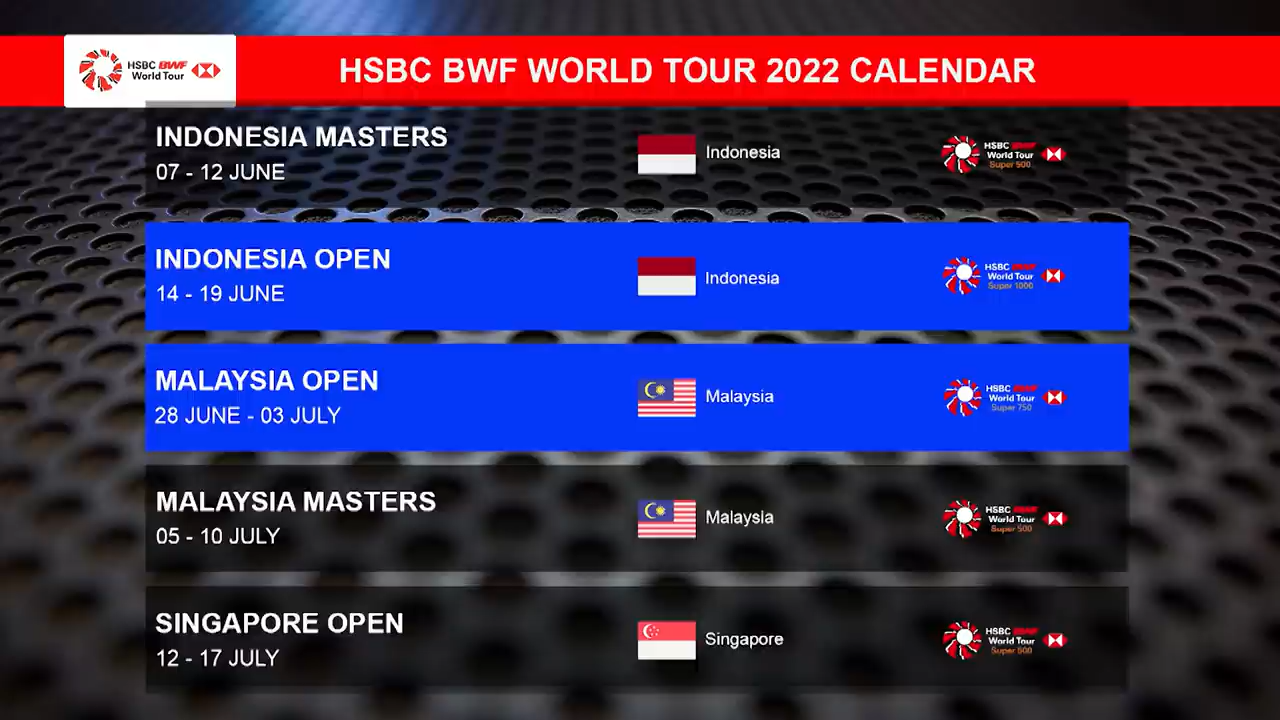 HSBC BWF
World Tour
HSBC BWF WORLD TOUR 2022 CALENDAR
INDONESIA MASTERS
07 - 12 JUNE
Indonesia
HSBC BWF
World Tour
Super 500
INDONESIA OPEN
14 - 19 JUNE
Indonesia
HSBC BWF
World Tour
Super 1000
MALAYSIA OPEN
28 JUNE - 03 JULY
Malaysia
HSBC BWF
World Tour
Super 750
MALAYSIA MASTERS
05 - 10 JULY
Malaysia
HSBC BWF
World Tour
Super 500
SINGAPORE OPEN
12 - 17 JULY
Singapore
HSBC BWF
World Tour
Super 500